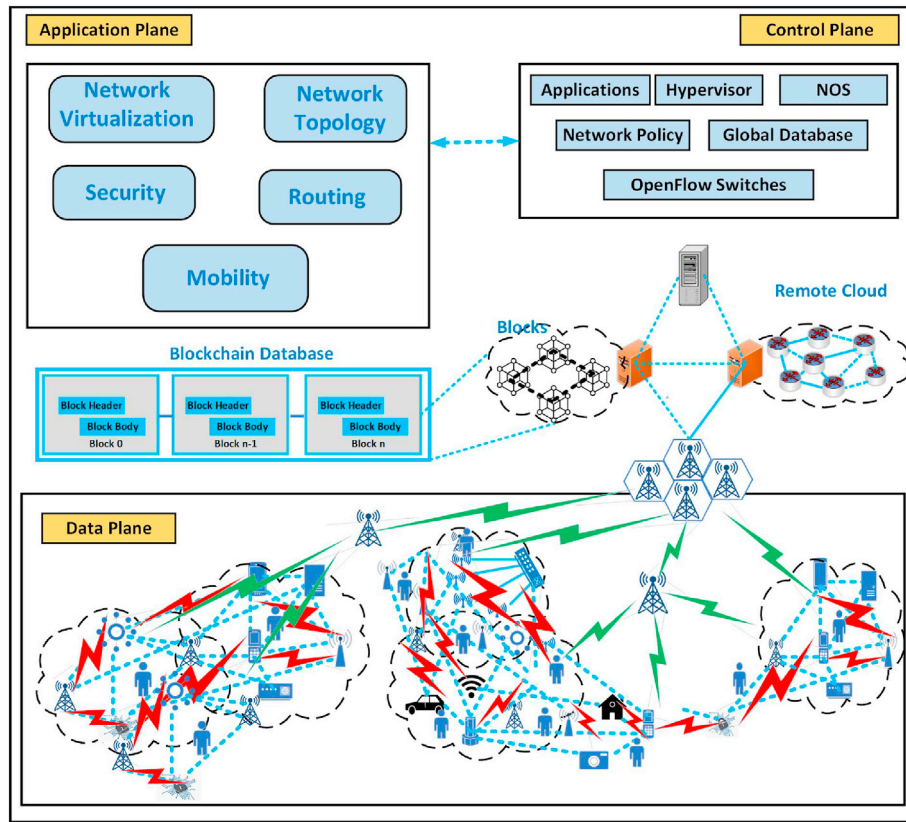 Application Plane
Control Plane
Network
Virtualization
Network
Topology
Security
Routing
Mobility
Applications
Hypervisor
NOS
Network Policy
Global Database
OpenFlow Switches
Remote Cloud
Blocks
Blockchain Database
Block Header
Block Body
Block 0
Block Header
Block Body
Block n-1
Block Header
Block Body
Block n
Data Plane